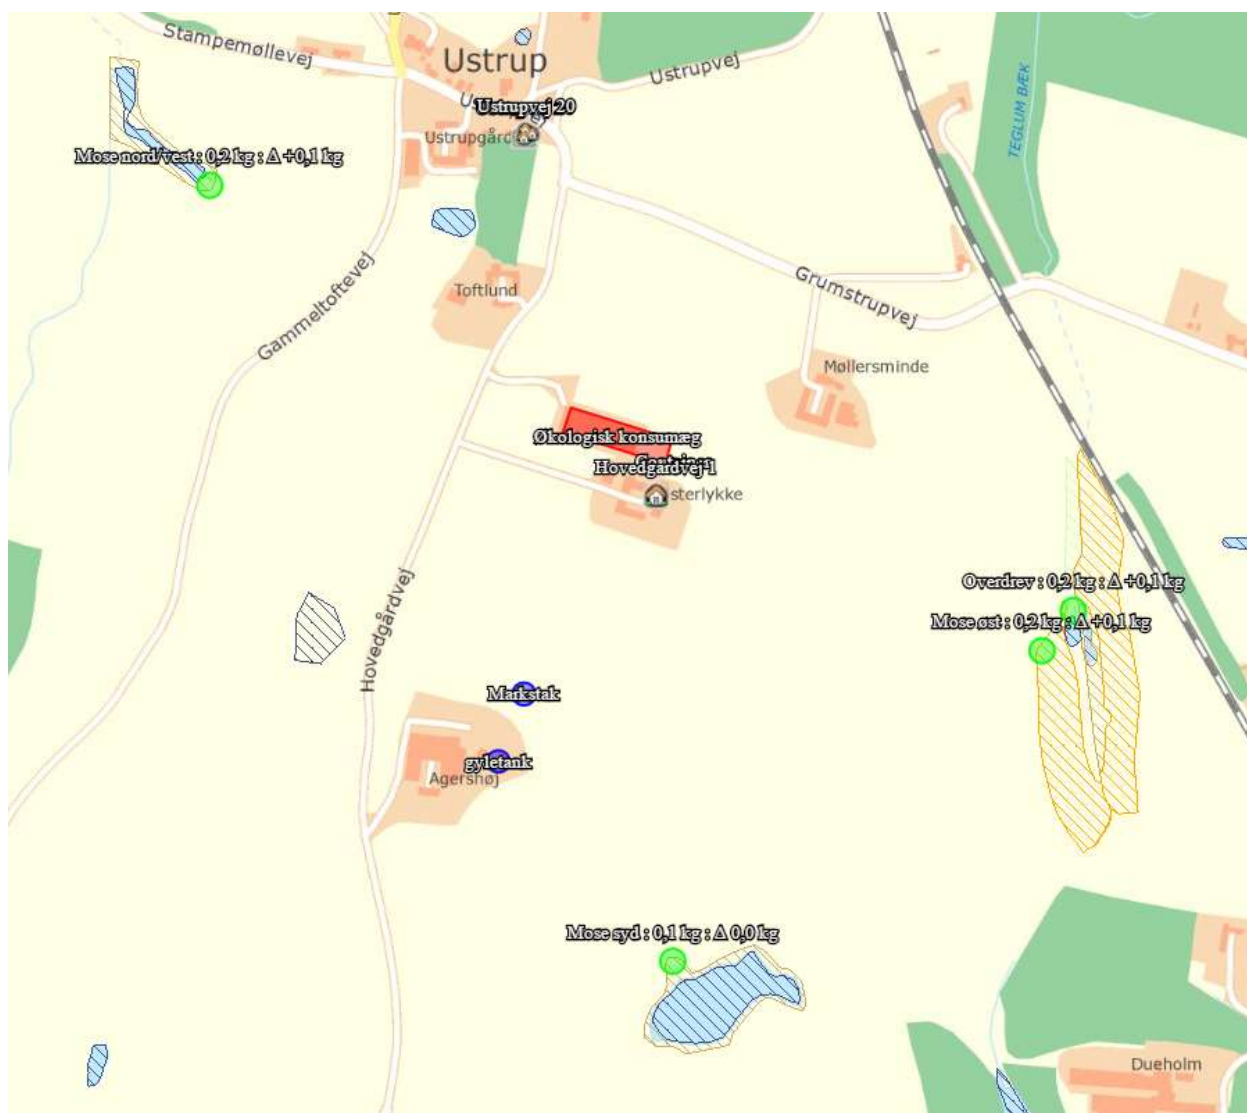 Stampemøllevej
Ustrup
Ustrupvej
Ustrupvej 20
Ustrupgård
TEGLUM BÆK
Mose nord/vest : 0,2 kg : Δ +0,1 kg
Toftlund
Gammeltoftevej
Grumstrupvej
Møllersminde
Økologisk konsumæg
Hovedgårdvej 1
sterlykke
Overdrev : 0,2 kg : Δ +0,1 kg
Mose øst : 0,2 kg : Δ +0,1 kg
Hovedgårdvej
Markstak
gyletank
Agershøj
Mose syd : 0,1 kg : Δ 0,0 kg
Dueholm